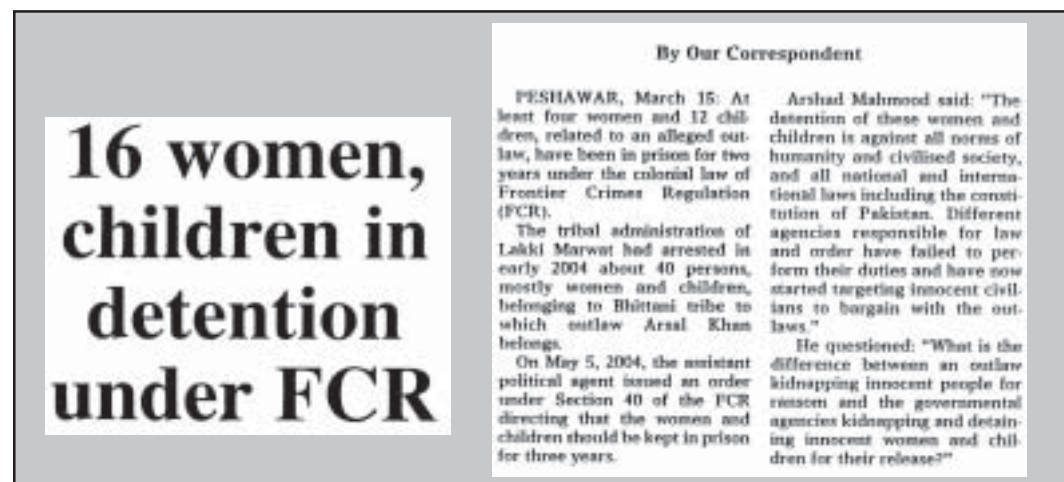 16 women,
children in
detention
under FCR
By Our Correspondent
PESHAWAR, March 15: At
least four women and 12 chil-
dren, related to an alleged out-
law, have been in prison for two
years under the colonial law of
Frontier Crimes Regulation
(FCR).
The tribal administration of
Lakki Marwat had arrested in
early 2004 about 40 persons,
mostly women and children,
belonging to Bhittani tribe to
which outlaw Arsal Khan
belongs.
On May 5, 2004, the assistant
political agent issued an order
under Section 40 of the FCR
directing that the women and
children should be kept in prison
for three years.
Arshad Mahmood said: "The
detention of these women and
children is against all norms of
humanity and civilised society,
and all national and interna-
tional laws including the consti-
tution of Pakistan. Different
agencies responsible for law
and order have failed to per-
form their duties and have now
started targeting innocent civil-
ians to bargain with the out-
laws."
He questioned: "What is the
difference between an outlaw
kidnapping innocent people for
ransom and the governmental
agencies kidnapping and detain-
ing innocent women and chil-
dren for their release?"